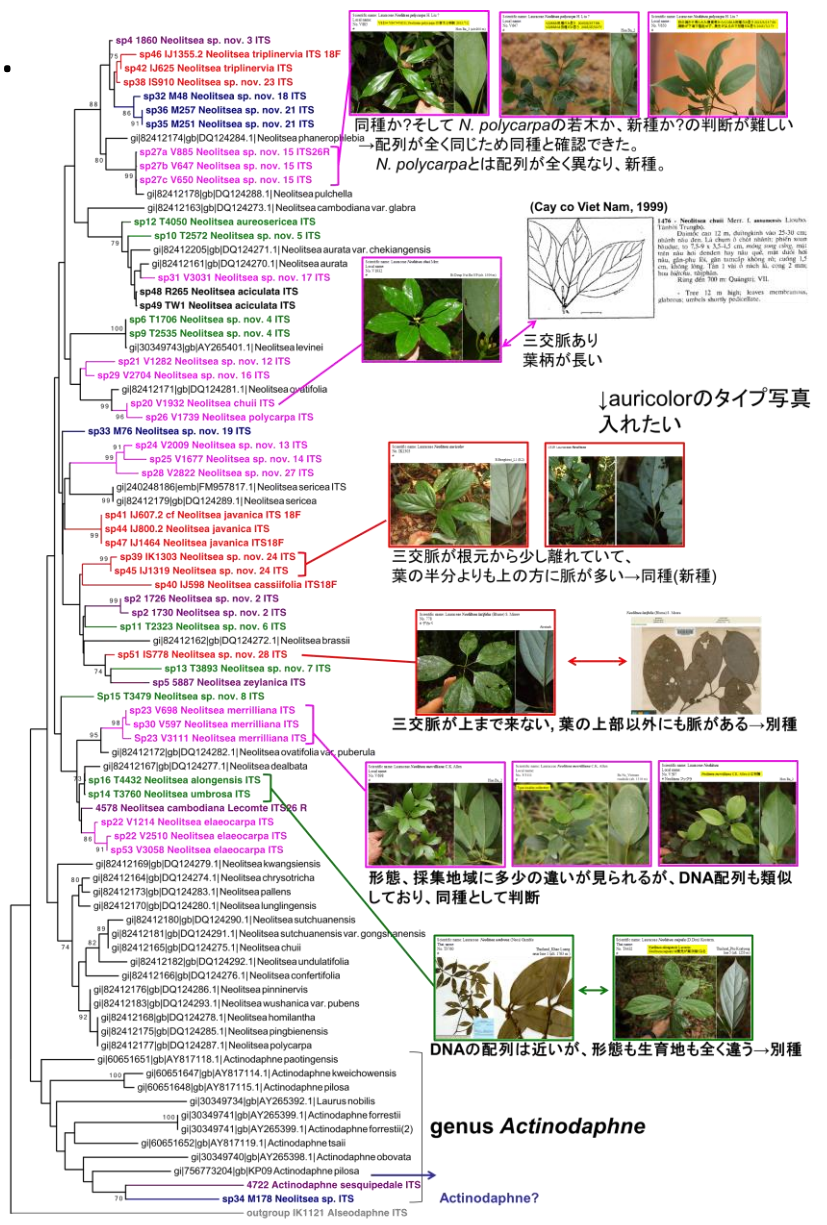 sp4 1860 Neolitsea sp. nov. 3 ITS
75
sp46 IJ1355.2 Neolitsea triplinervia ITS 18F
sp42 IJ625 Neolitsea triplinervia ITS
sp38 IS910 Neolitsea sp. nov. 23 ITS
88
sp32 M48 Neolitsea sp. nov. 18 ITS
86
sp36 M257 Neolitsea sp. nov. 21 ITS
91
sp35 M251 Neolitsea sp. nov. 21 ITS
gi|82412174|gb|DQ124284.1| Neolitsea phanerophlebia
80
sp27a V885 Neolitsea sp. nov. 15 ITS26R
sp27b V647 Neolitsea sp. nov. 15 ITS
99
sp27c V650 Neolitsea sp. nov. 15 ITS
gi|82412178|gb|DQ124288.1| Neolitsea pulchella
gi|82412163|gb|DQ124273.1| Neolitsea cambodiana var. glabra
sp12 T4050 Neolitsea aureosericea ITS
79
sp10 T2572 Neolitsea sp. nov. 5 ITS
gi|82412205|gb|DQ124271.1| Neolitsea aurata var. chekiangensis
gi|82412161|gb|DQ124270.1| Neolitsea aurata
sp31 V3031 Neolitsea sp. nov. 17 ITS
sp48 R265 Neolitsea aciculata ITS
sp49 TW1 Neolitsea aciculata ITS
sp6 T1706 Neolitsea sp. nov. 4 ITS
100
sp9 T2535 Neolitsea sp. nov. 4 ITS
gi|30349743|gb|AY265401.1| Neolitsea levinei
sp21 V1282 Neolitsea sp. nov. 12 ITS
sp29 V2704 Neolitsea sp. nov. 16 ITS
gi|82412171|gb|DQ124281.1| Neolitsea ovatifolia
99
sp20 V1932 Neolitsea chuii ITS
96
sp26 V1739 Neolitsea polycarpa ITS
sp33 M76 Neolitsea sp. nov. 19 ITS
91
sp24 V2009 Neolitsea sp. nov. 13 ITS
99
sp25 V1677 Neolitsea sp. nov. 14 ITS
sp28 V2822 Neolitsea sp. nov. 27 ITS
gi|240248186|emb|FM957817.1| Neolitsea sericea ITS
99
gi|82412179|gb|DQ124289.1| Neolitsea sericea
sp41 IJ607.2 cf Neolitsea javanica ITS 18F
99
sp44 IJ800.2 Neolitsea javanica ITS
sp47 IJ1464 Neolitsea javanica ITS18F
sp39 IK1303 Neolitsea sp. nov. 24 ITS
99
sp45 IJ1319 Neolitsea sp. nov. 24 ITS
sp40 IJ598 Neolitsea cassiifolia ITS18F
99
sp2 1726 Neolitsea sp. nov. 2 ITS
sp2 1730 Neolitsea sp. nov. 2 ITS
sp11 T2323 Neolitsea sp. nov. 6 ITS
gi|82412162|gb|DQ124272.1| Neolitsea brassii
sp51 IS778 Neolitsea sp. nov. 28 ITS
74
sp13 T3893 Neolitsea sp. nov. 7 ITS
sp5 5887 Neolitsea zeylanica ITS
Sp15 T3479 Neolitsea sp. nov. 8 ITS
sp23 V698 Neolitsea merrilliana ITS
98
sp30 V597 Neolitsea merrilliana ITS
95
Sp23 V3111 Neolitsea merrilliana ITS
gi|82412172|gb|DQ124282.1| Neolitsea ovatifolia var. puberula
gi|82412167|gb|DQ124277.1| Neolitsea dealbata
73
sp16 T4432 Neolitsea alongensis ITS
sp14 T3760 Neolitsea umbrosa ITS
4578 Neolitsea cambodiana Lecomte ITS26 R
sp22 V1214 Neolitsea elaeocarpa ITS
86
sp22 V2510 Neolitsea elaeocarpa ITS
91
sp53 V3058 Neolitsea elaeocarpa ITS
gi|82412169|gb|DQ124279.1| Neolitsea kwangsiensis
80
gi|82412164|gb|DQ124274.1| Neolitsea chrysotricha
gi|82412173|gb|DQ124283.1| Neolitsea pallens
gi|82412170|gb|DQ124280.1| Neolitsea lunglingensis
gi|82412180|gb|DQ124290.1| Neolitsea sutchuanensis
89
gi|82412181|gb|DQ124291.1| Neolitsea sutchuanensis var. gongshanensis
82
gi|82412165|gb|DQ124275.1| Neolitsea chuii
74
gi|82412182|gb|DQ124292.1| Neolitsea undulatifolia
gi|82412166|gb|DQ124276.1| Neolitsea confertifolia
gi|82412176|gb|DQ124286.1| Neolitsea pinninervis
gi|82412183|gb|DQ124293.1| Neolitsea wushanica var. pubens
92
gi|82412168|gb|DQ124278.1| Neolitsea homilantha
gi|82412175|gb|DQ124285.1| Neolitsea pingbienensis
gi|82412177|gb|DQ124287.1| Neolitsea polycarpa
gi|60651651|gb|AY817118.1| Actinodaphne paotingensis
gi|60651647|gb|AY817114.1| Actinodaphne kweichowensis
100
gi|60651648|gb|AY817115.1| Actinodaphne pilosa
gi|30349734|gb|AY265392.1| Laurus nobilis
gi|30349741|gb|AY265399.1| Actinodaphne forrestii
100
gi|30349741|gb|AY265399.1| Actinodaphne forrestii(2)
gi|60651652|gb|AY817119.1| Actinodaphne tsaii
gi|30349740|gb|AY265398.1| Actinodaphne obovata
gi|756773204|gb|KP09 Actinodaphne pilosa
4722 Actinodaphne sesquipedale ITS
70
sp34 M178 Neolitsea sp. ITS
outgroup IK1121 Alseodaphne ITS
同種か?そして N. polycarpaの若木か、新種か?の判断が難しい
→配列が全く同じため同種と確認できた。
N. polycarpaとは配列が全く異なり、新種。
(Cay co Viet Nam, 1999)
三交脈あり
葉柄が長い
↓auricolorのタイプ写真
入れたい
三交脈が根元から少し離れていて、
葉の半分よりも上の方に脈が多い→同種(新種)
三交脈が上まで来ない, 葉の上部以外にも脈がある→別種
形態、採集地域に多少の違いが見られるが、DNA配列も類似
しており、同種として判断
DNAの配列は近いが、形態も生育地も全く違う→別種
genus Actinodaphne
Actinodaphne?